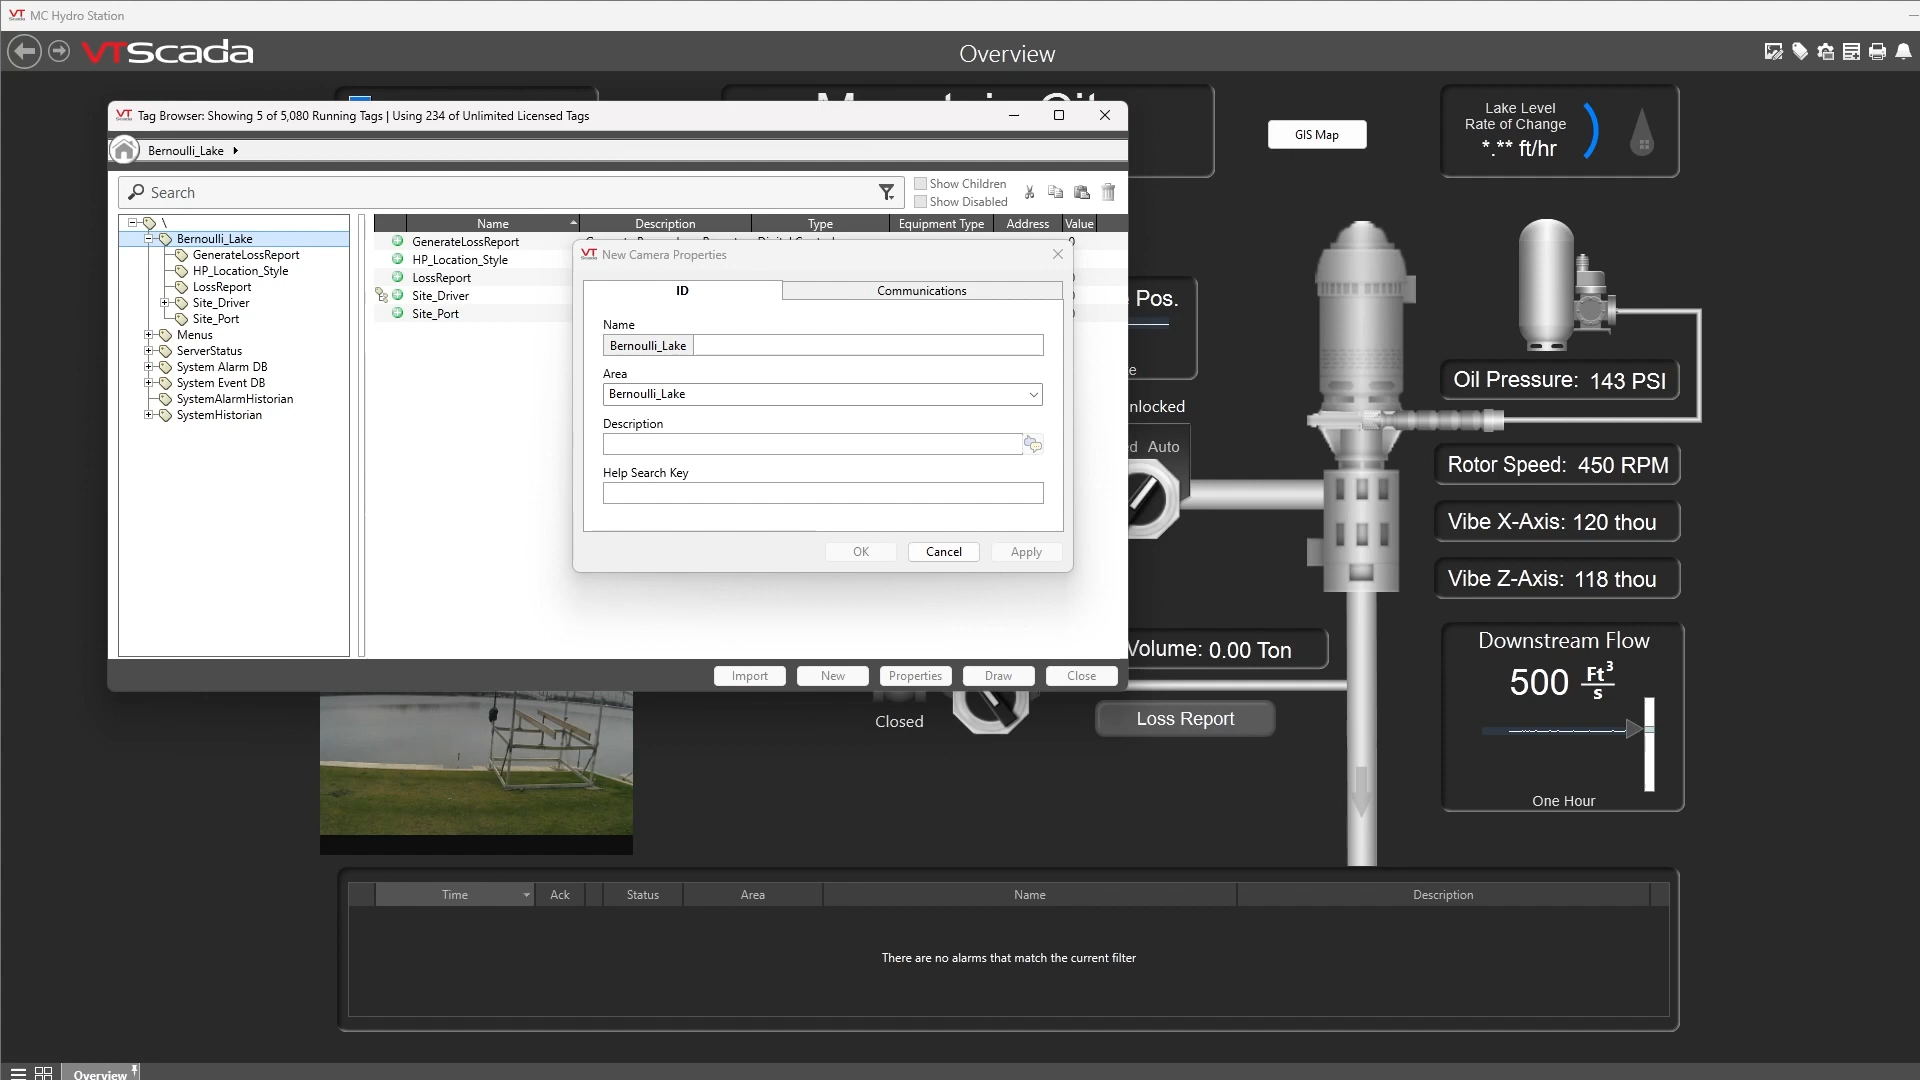 VT Scada MC Hydro Station
VTScada
Overview
Tag Browser: Showing 5 of 5,080 Running Tags | Using 234 of Unlimited Licensed Tags
Bernoulli_Lake
Search
Show Children
Show Disabled
\
Bernoulli_Lake
GenerateLossReport
HP_Location_Style
LossReport
Site_Driver
Site_Port
Menus
ServerStatus
System Alarm DB
System Event DB
SystemAlarmHistorian
SystemHistorian
Name Description Type Equipment Type Address Value
GenerateLossReport
HP_Location_Style
LossReport
Site_Driver
Site_Port
New Camera Properties
ID Communications
Name
Bernoulli_Lake
Area
Bernoulli_Lake
Description
Help Search Key
OK Cancel Apply
Import New Properties Draw Close
GIS Map
Lake Level
Rate of Change
*.** ft/hr
Pos.
nlocked
Auto
Oil Pressure: 143 PSI
Rotor Speed: 450 RPM
Vibe X-Axis: 120 thou
Vibe Z-Axis: 118 thou
Volume: 0.00 Ton
Closed
Loss Report
Downstream Flow
500 Ft³/s
One Hour
Time Ack Status Area Name Description
There are no alarms that match the current filter
Overview